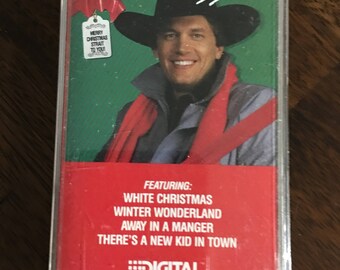 MERRY
CHRISTMAS
STRAIT
TO YOU!
FEATURING:
WHITE CHRISTMAS
WINTER WONDERLAND
AWAY IN A MANGER
THERE'S A NEW KID IN TOWN
DIGITAL